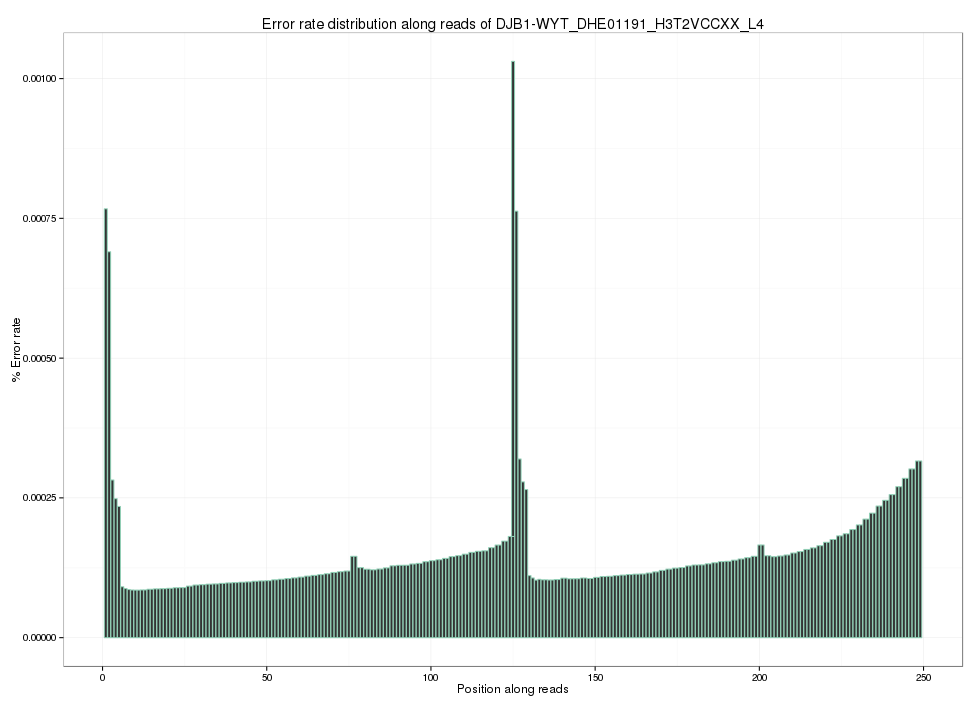 Error rate distribution along reads of DJB1-WYT_DHE01191_H3T2VCCXX_L4
0.00100
0.00075
0.00050
0.00025
0.00000
% Error rate
0 50 100 150 200 250
Position along reads